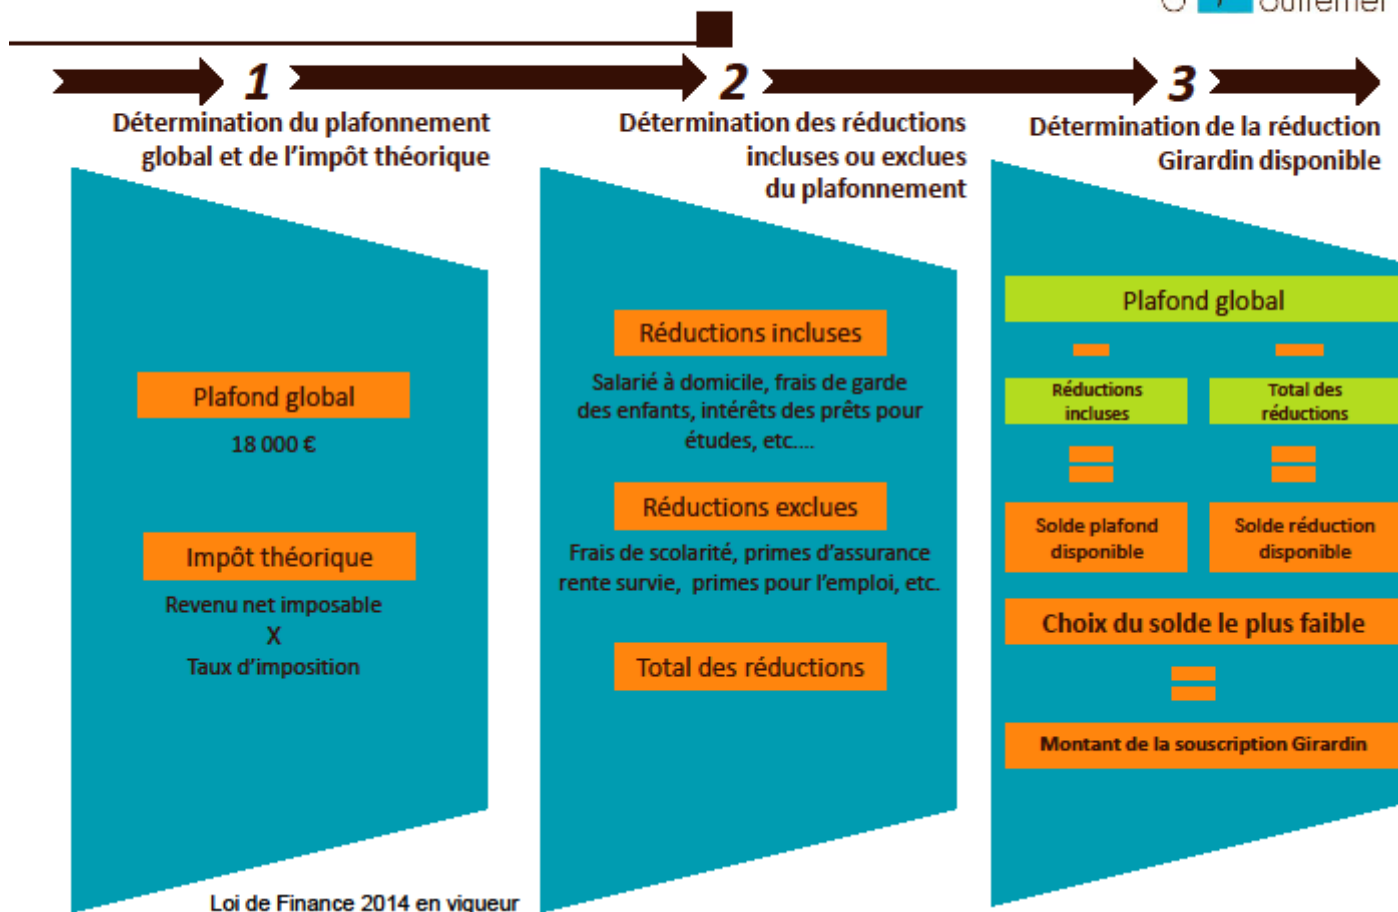 outremer
1
2
3
Détermination du plafonnement
global et de l'impôt théorique
Détermination des réductions
incluses ou exclues
du plafonnement
Détermination de la réduction
Girardin disponible
Plafond global
18 000 €
Impôt théorique
Revenu net imposable
X
Taux d'imposition
Réductions incluses
Salarié à domicile, frais de garde
des enfants, intérêts des prêts pour
études, etc....
Réductions exclues
Frais de scolarité, primes d'assurance
rente survie, primes pour l'emploi, etc.
Total des réductions
Plafond global
Réductions
incluses
Total des
réductions
Solde plafond
disponible
Solde réduction
disponible
Choix du solde le plus faible
Montant de la souscription Girardin
Loi de Finance 2014 en vigueur